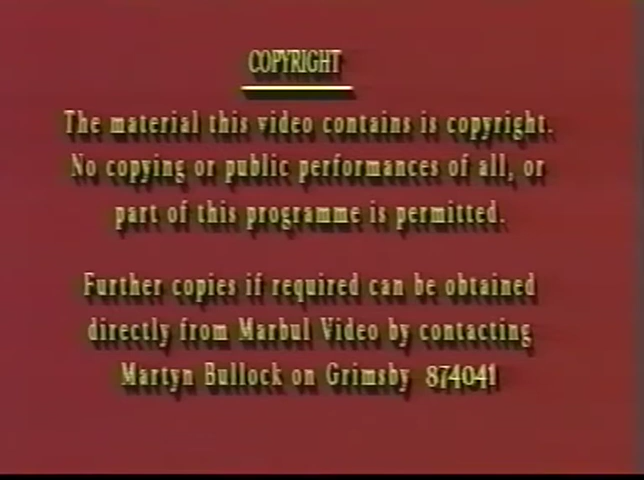 COPYRIGHT
The material this video contains is copyright.
No copying or public performances of all, or
part of this programme is permitted.
Further copies if required can be obtained
directly from Marbul Video by contacting
Martyn Bullock on Grimsby 874041